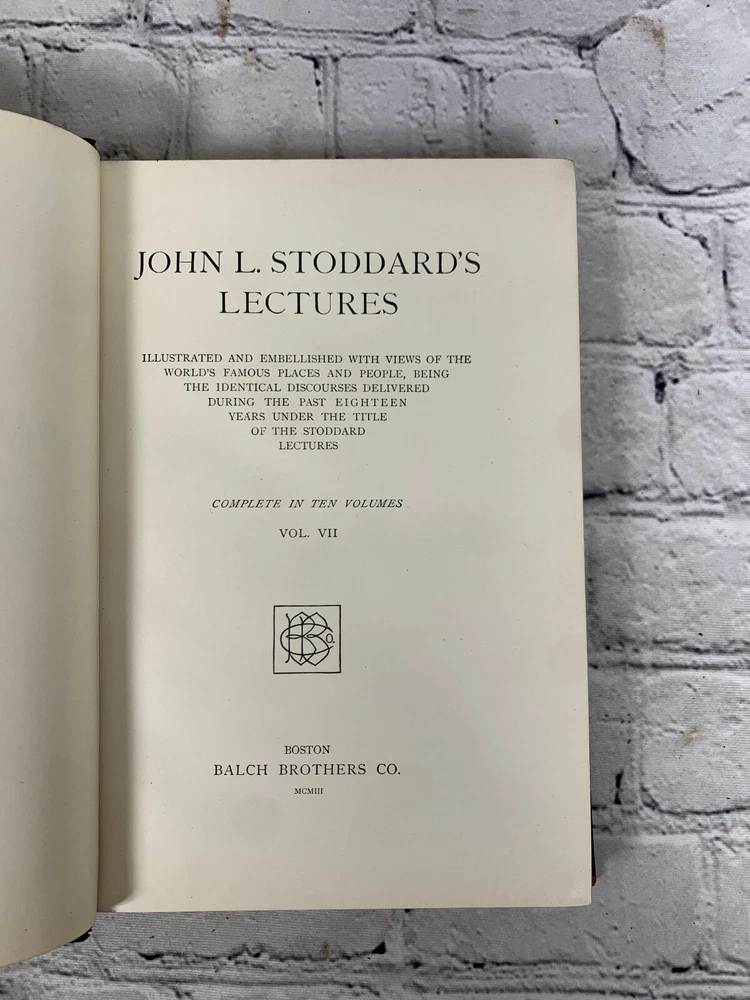 JOHN L. STODDARD'S
LECTURES
ILLUSTRATED AND EMBELLISHED WITH VIEWS OF THE
WORLD'S FAMOUS PLACES AND PEOPLE, BEING
THE IDENTICAL DISCOURSES DELIVERED
DURING THE PAST EIGHTEEN
YEARS UNDER THE TITLE
OF THE STODDARD
LECTURES
COMPLETE IN TEN VOLUMES
VOL. VII
BB Co.
BOSTON
BALCH BROTHERS CO.
MCMIII